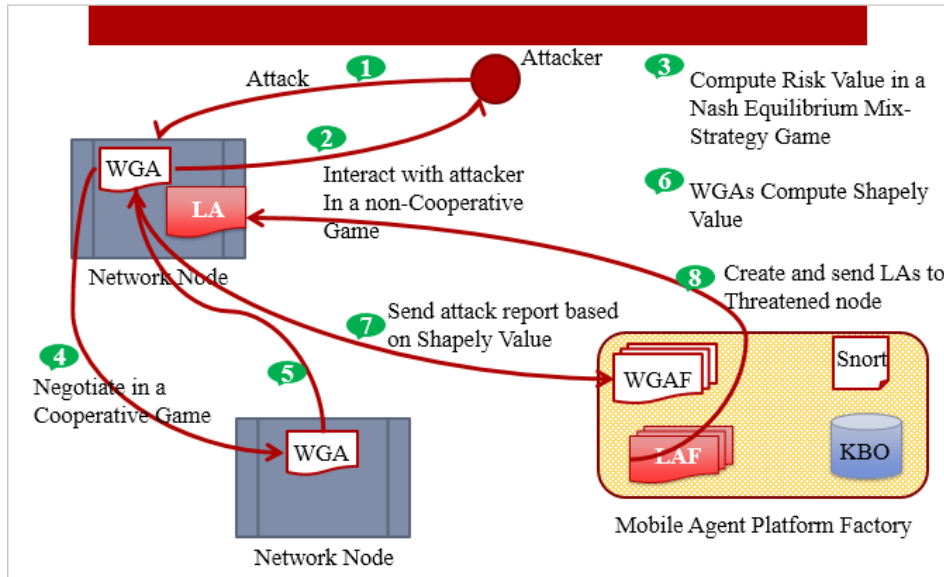 1
Attack
Attacker
3
Compute Risk Value in a
Nash Equilibrium Mix-
Strategy Game
2
WGA
Interact with attacker
In a non-Cooperative
Game
LA
Network Node
6
WGAs Compute Shapely
Value
8
Create and send LAs to
Threatened node
7
Send attack report based
on Shapely Value
4
Negotiate in a
Cooperative Game
5
WGA
Network Node
WGAF
Snort
LAF
KBO
Mobile Agent Platform Factory